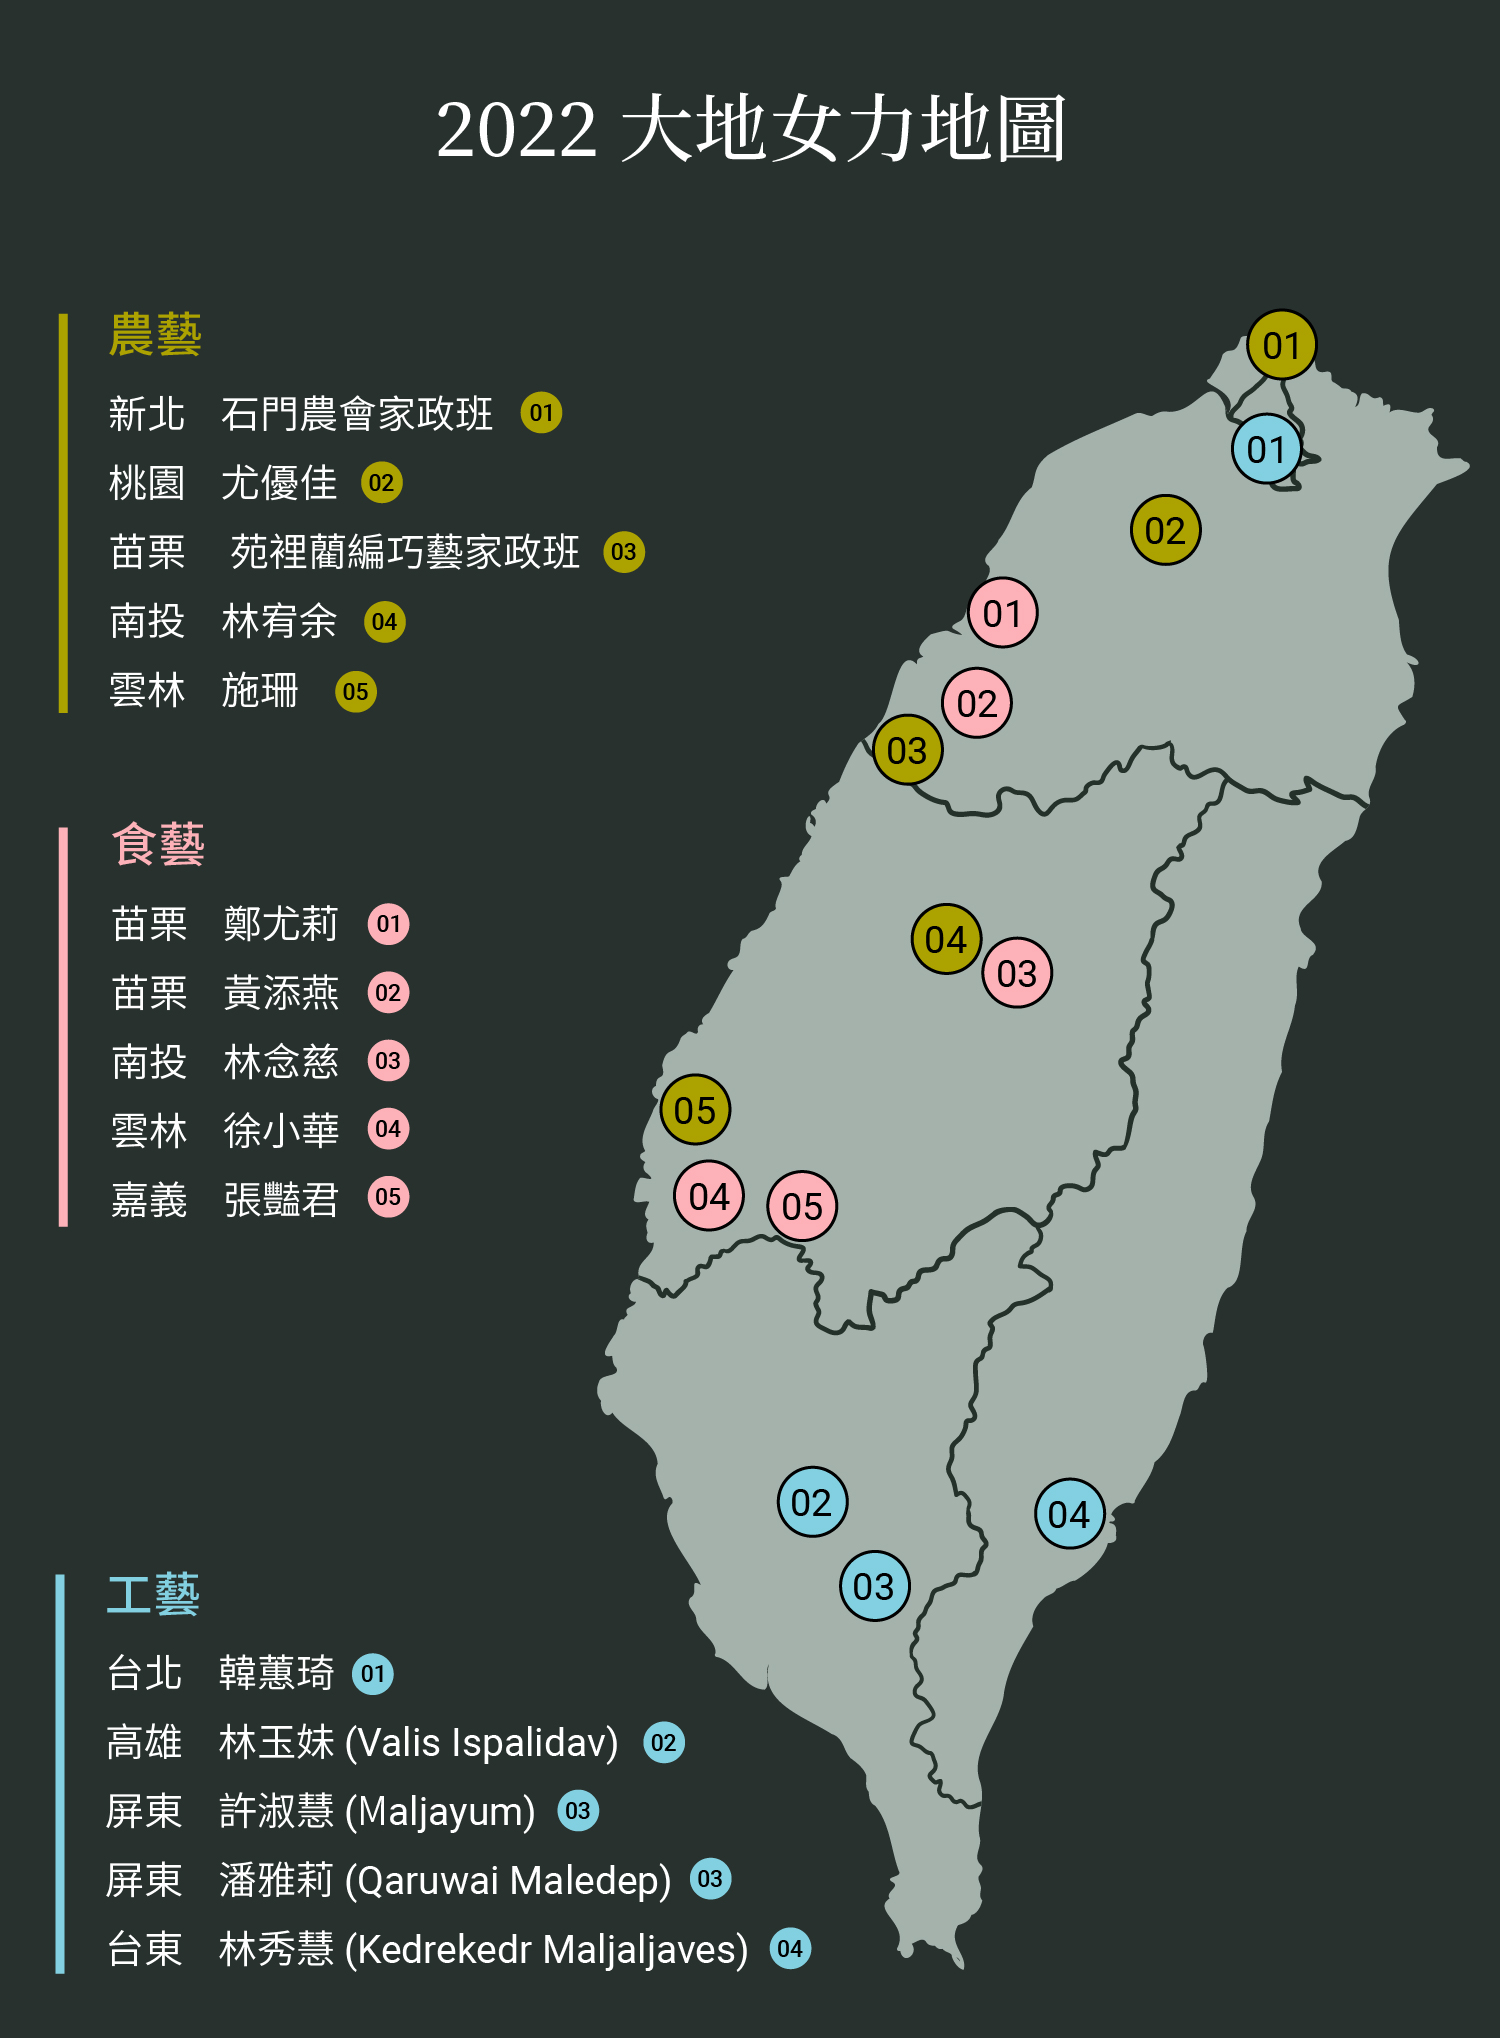 2022 大地女力地圖
農藝
新北 石門農會家政班 01
桃園 尤優佳 02
苗栗 苑裡藺編巧藝家政班 03
南投 林宥余 04
雲林 施珊 05
食藝
苗栗 鄭尤莉 01
苗栗 黃添燕 02
南投 林念慈 03
雲林 徐小華 04
嘉義 張豔君 05
工藝
台北 韓蕙琦 01
高雄 林玉妹 (Valis Ispalidav) 02
屏東 許淑慧 (Maljayum) 03
屏東 潘雅莉 (Qaruwai Maledep) 03
台東 林秀慧 (Kedrekedr Maljaljaves) 04
01
01
02
01
02
03
04
03
05
04
05
02
04
03